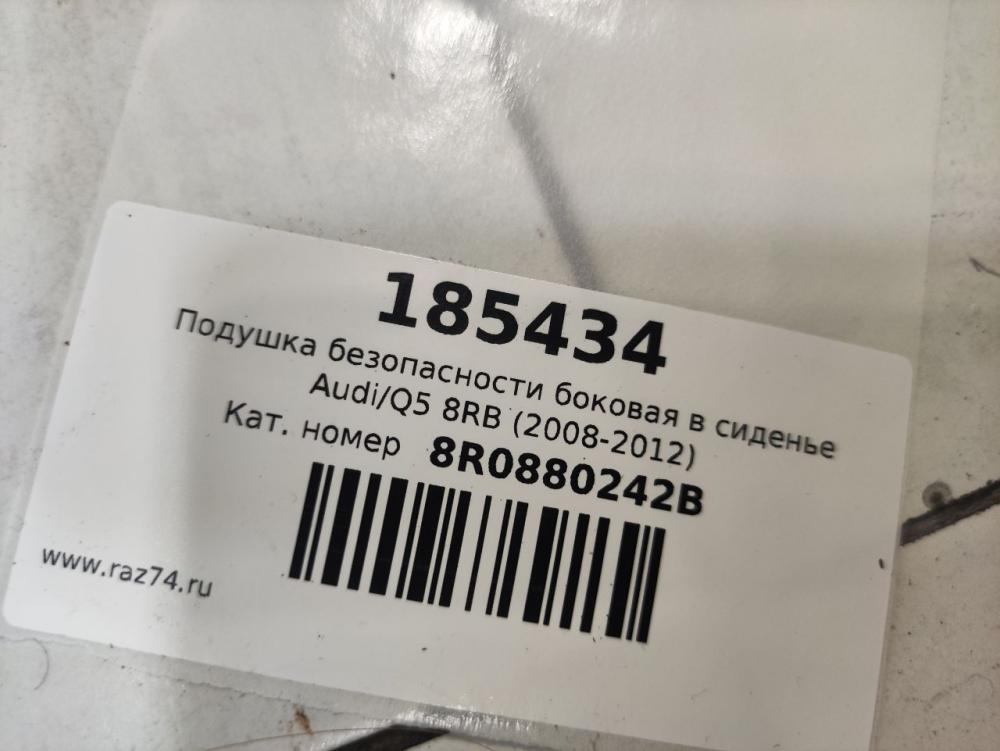 185434
Подушка безопасности боковая в сиденье
Audi/Q5 8RB (2008-2012)
Кат. номер 8R0880242B
www.raz74.ru